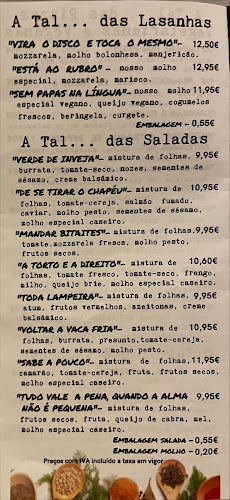 A Tal... das Lasanhas
"VIRA O DISCO E TOCA O MESMO"- 12,50€
mozzarela, molho bolonhesa, manjericão.
"ESTÁ AO RUBRO"- nosso molho 12,95€
especial, mozzarela, marisco.
"SEM PAPAS NA LÍNGUA"- nosso molho 11,95€
especial vegano, queijo vegano, cogumelos
frescos, beringela, curgete.
EMBALAGEM -0,55€
A Tal... das Saladas
"VERDE DE INVEJA"- mistura de folhas, 9,95€
burrata, tomate-seco, nozes, sementes de
sésamo, creme balsâmico.
"DE SE TIRAR O CHAPÉU"- mistura de 10,95€
folhas, tomate-cereja, salmão fumado,
caviar, molho pesto, sementes de sésamo,
molho especial caseiro.
"MANDAR BITAITES"- mistura de folhas, 9,95€
tomate,mozzarela fresca, molho pesto,
frutos secos.
"A TORTO E A DIREITO"- mistura de 10,60€
folhas, tomate fresco, tomate-seco, frango,
milho, queijo brie, molho especial caseiro.
"TODA LAMPEIRA"- mistura de folhas, 9,95€
atum, frutos vermelhos, azeitonas, creme
balsâmico.
"VOLTAR A VACA FRIA"- mistura de 10,95€
folhas, burrata, presunto,tomate-cereja,
sementes de sésamo, molho pesto.
"SABE A POUCO"- mistura de folhas, 11,95€
camarão, tomate-cereja, fruta, frutos secos,
molho especial caseiro.
"TUDO VALE A PENA, QUANDO A ALMA 9,95€
NÃO É PEQUENA"- mistura de folhas,
frutos secos, fruta, queijo de cabra, mel,
molho especial caseiro.
EMBALAGEM SALADA -0,55€
EMBALAGEM MOLHO -0,20€
Preços com IVA incluído a taxa em vigor